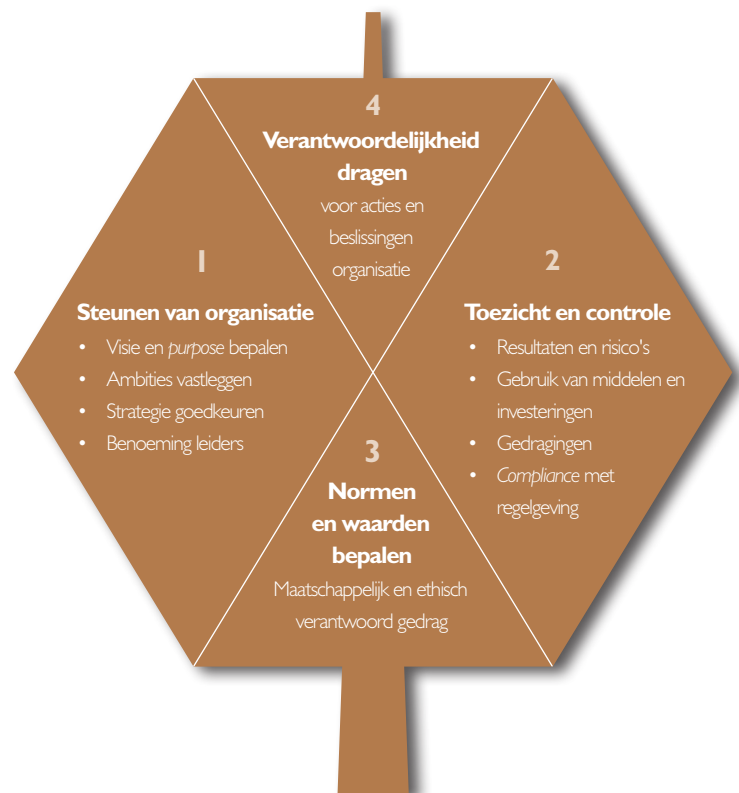 1
Steunen van organisatie
• Visie en purpose bepalen
• Ambities vastleggen
• Strategie goedkeuren
• Benoeming leiders
2
Toezicht en controle
• Resultaten en risico's
• Gebruik van middelen en
investeringen
• Gedragingen
• Compliance met
regelgeving
3
Normen
en waarden
bepalen
Maatschappelijk en ethisch
verantwoord gedrag
4
Verantwoordelijkheid
dragen
voor acties en
beslissingen
organisatie